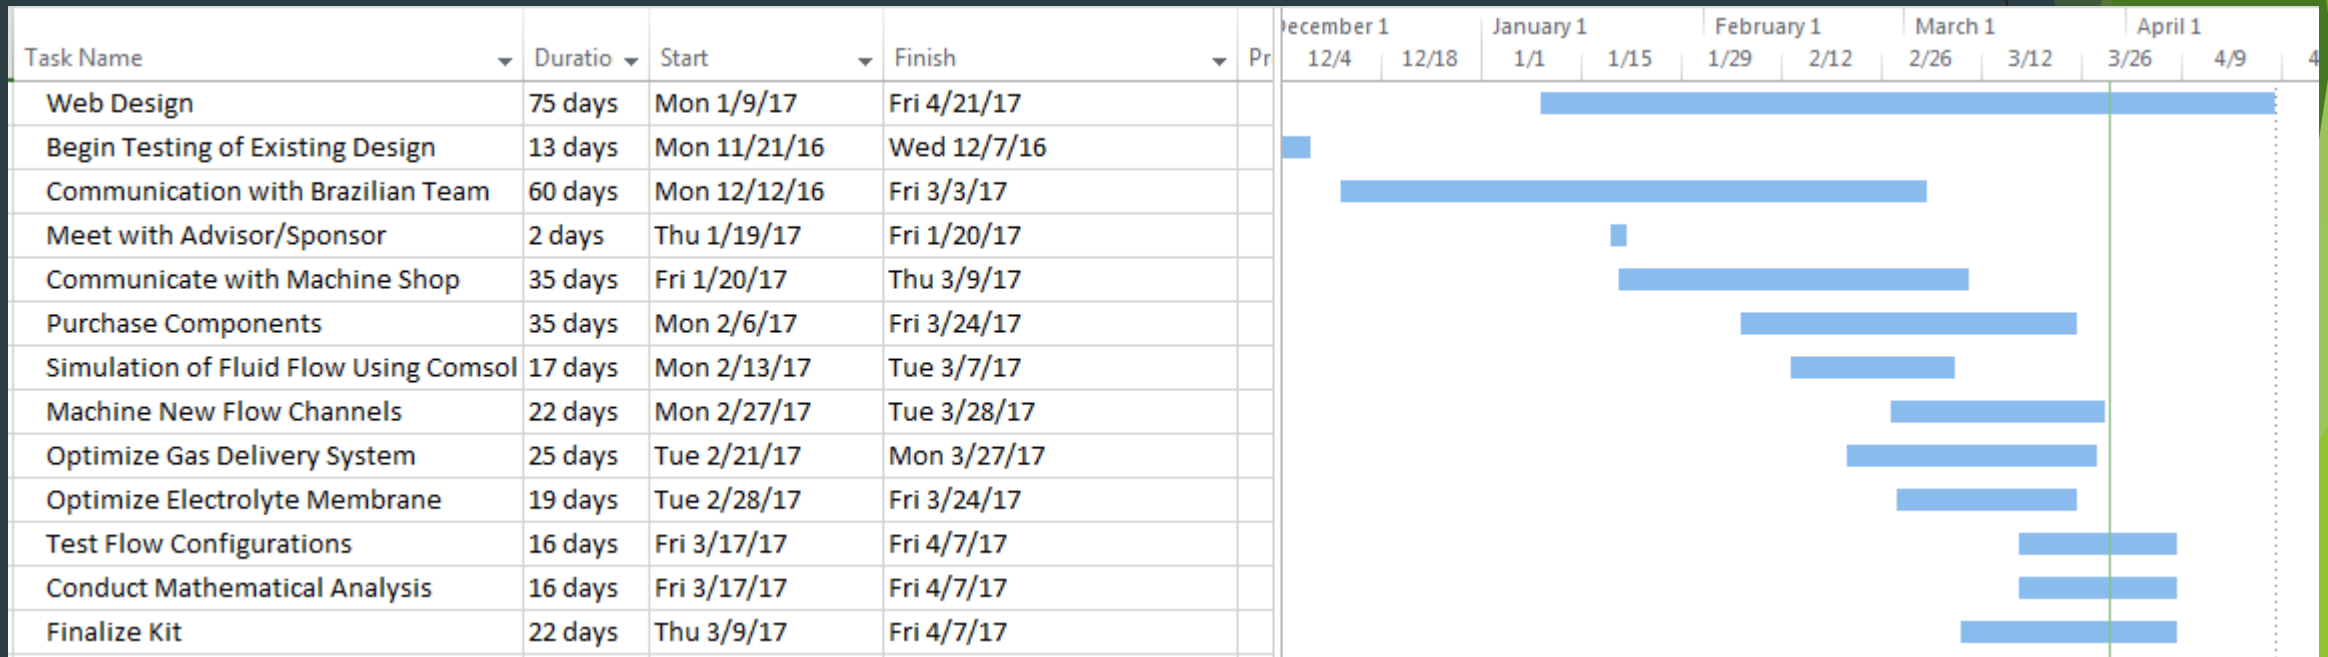 December 1 January 1 February 1 March 1 April 1
Task Name Duratio Start Finish Pr 12/4 12/18 1/1 1/15 1/29 2/12 2/26 3/12 3/26 4/9 4
Web Design 75 days Mon 1/9/17 Fri 4/21/17
Begin Testing of Existing Design 13 days Mon 11/21/16 Wed 12/7/16
Communication with Brazilian Team 60 days Mon 12/12/16 Fri 3/3/17
Meet with Advisor/Sponsor 2 days Thu 1/19/17 Fri 1/20/17
Communicate with Machine Shop 35 days Fri 1/20/17 Thu 3/9/17
Purchase Components 35 days Mon 2/6/17 Fri 3/24/17
Simulation of Fluid Flow Using Comsol 17 days Mon 2/13/17 Tue 3/7/17
Machine New Flow Channels 22 days Mon 2/27/17 Tue 3/28/17
Optimize Gas Delivery System 25 days Tue 2/21/17 Mon 3/27/17
Optimize Electrolyte Membrane 19 days Tue 2/28/17 Fri 3/24/17
Test Flow Configurations 16 days Fri 3/17/17 Fri 4/7/17
Conduct Mathematical Analysis 16 days Fri 3/17/17 Fri 4/7/17
Finalize Kit 22 days Thu 3/9/17 Fri 4/7/17